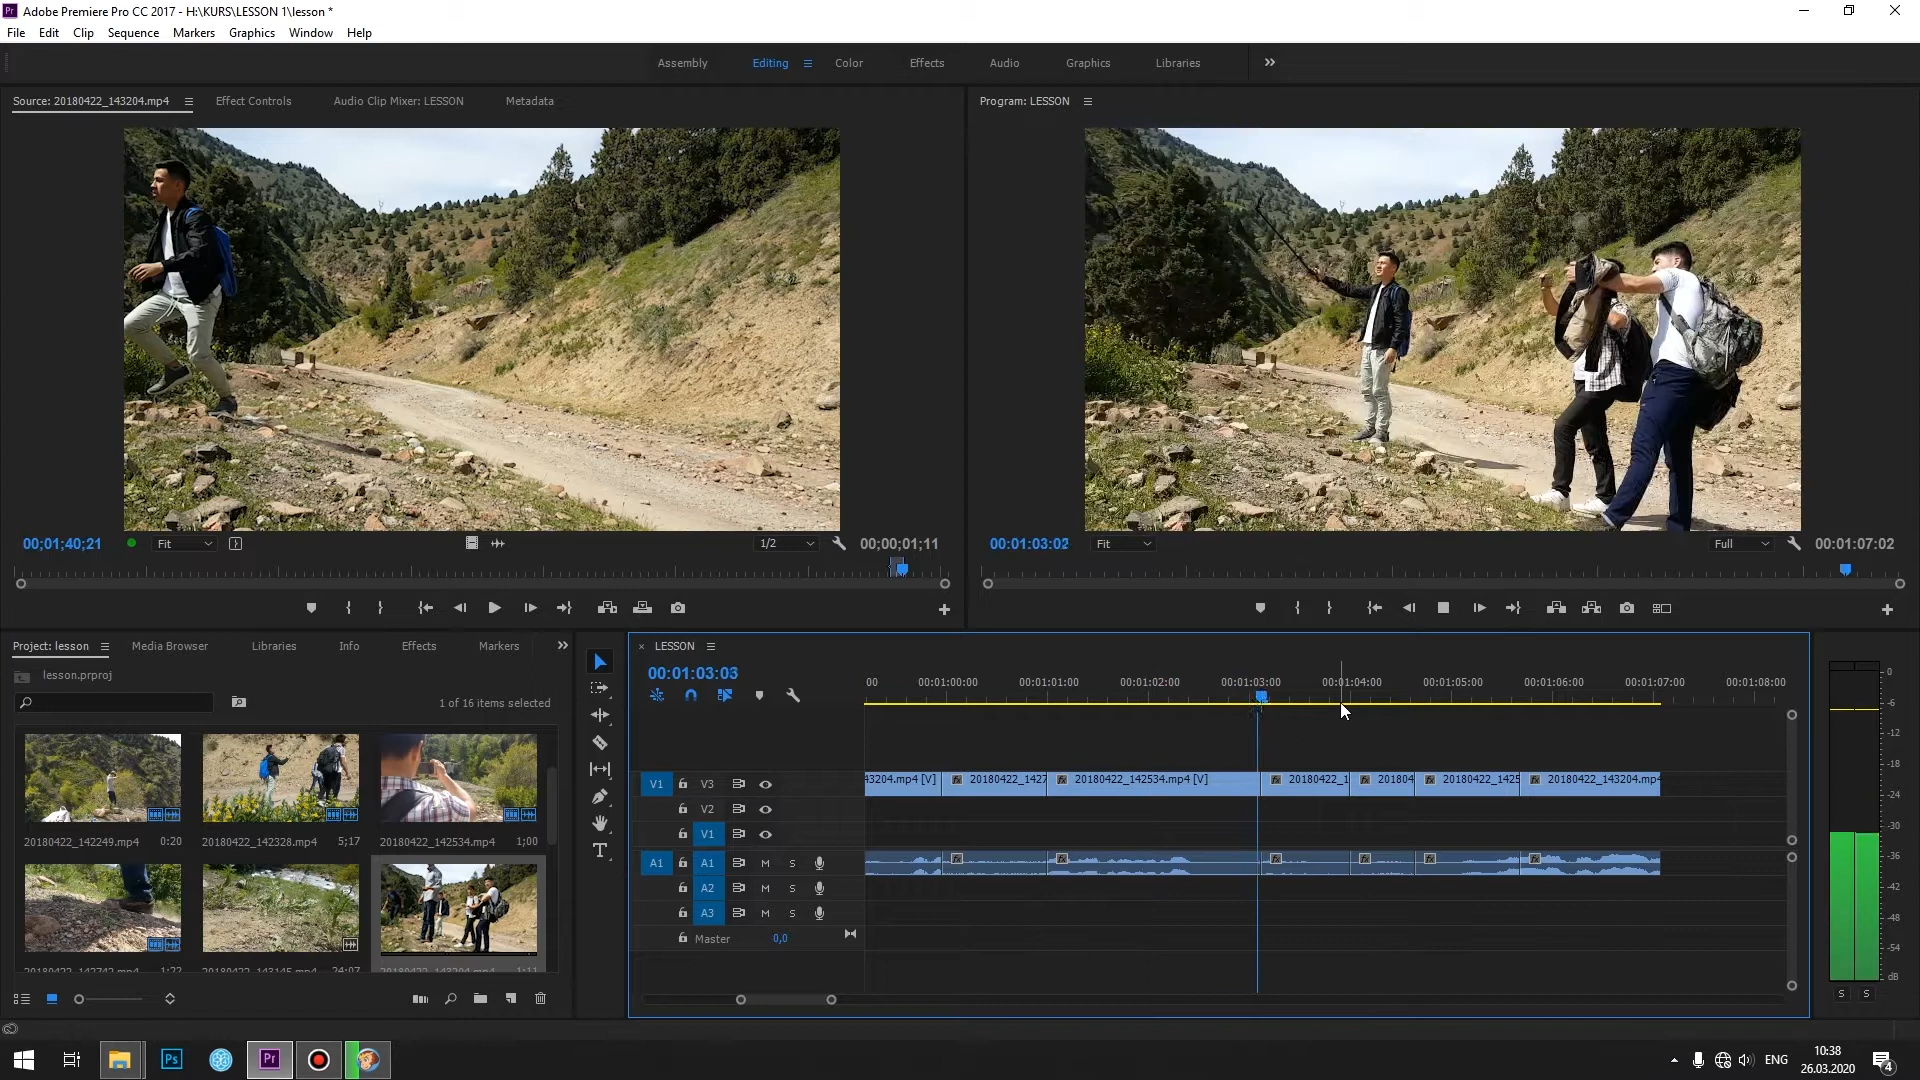 Adobe Premiere Pro CC 2017 - H:\KURS\LESSON 1\lesson *
File Edit Clip Sequence Markers Graphics Window Help
Assembly Editing Color Effects Audio Graphics Libraries
Source: 20180422_143204.mp4 Effect Controls Audio Clip Mixer: LESSON Metadata
Program: LESSON
00;01;40;21 Fit 1/2 00;00;01;11
00:01:03:02 Fit Full 00:01:07:02
Project: lesson Media Browser Libraries Info Effects Markers
lesson.prproj
1 of 16 items selected
20180422_142249.mp4 0:20
20180422_142328.mp4 5;17
20180422_142534.mp4 1;00
20180422_142742.mp4 1:22
20180422_143145.mp4 24:07
20180422_143204.mp4 1:11
LESSON
00:01:03:03
00 00:01:00:00 00:01:01:00 00:01:02:00 00:01:03:00 00:01:04:00 00:01:05:00 00:01:06:00 00:01:07:00 00:01:08:00
V1 V3 43204.mp4 [V] 20180422_1427 20180422_142534.mp4 [V] 20180422_1 201804 20180422_1425 20180422_143204.mp4
V2
V1
A1 A1 M S
A2 M S
A3 M S
Master 0,0
0
-6
-12
-18
-24
-30
-36
-42
-48
-54
dB
S S
Ps Pr
ENG
10:38
26.03.2020
4